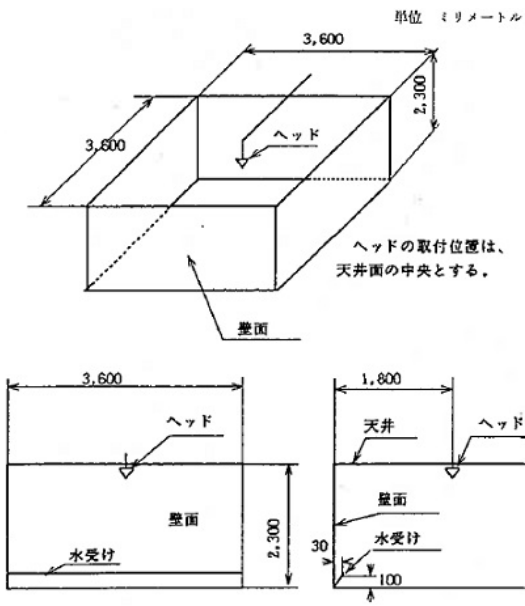 単位 ミリメートル
3,600
2,300
3,600
ヘッド
ヘッドの取付位置は、
天井面の中央とする。
壁面
3,600
ヘッド
壁面
2,300
水受け
1,800
天井
ヘッド
壁面
30
水受け
100